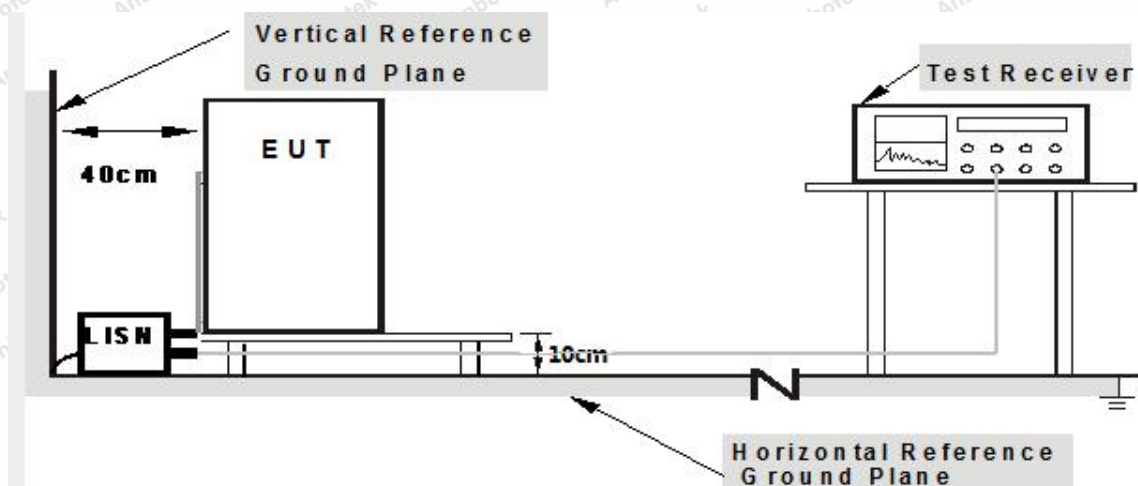 Vertical Reference
Ground Plane
Test Receiver
EUT
40cm
LISN
10cm
N
Horizontal Reference
Ground Plane